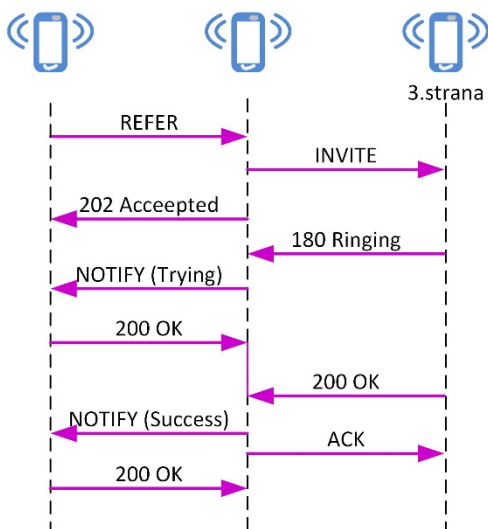 3.strana
REFER
INVITE
202 Acceepted
180 Ringing
NOTIFY (Trying)
200 OK
200 OK
NOTIFY (Success)
ACK
200 OK